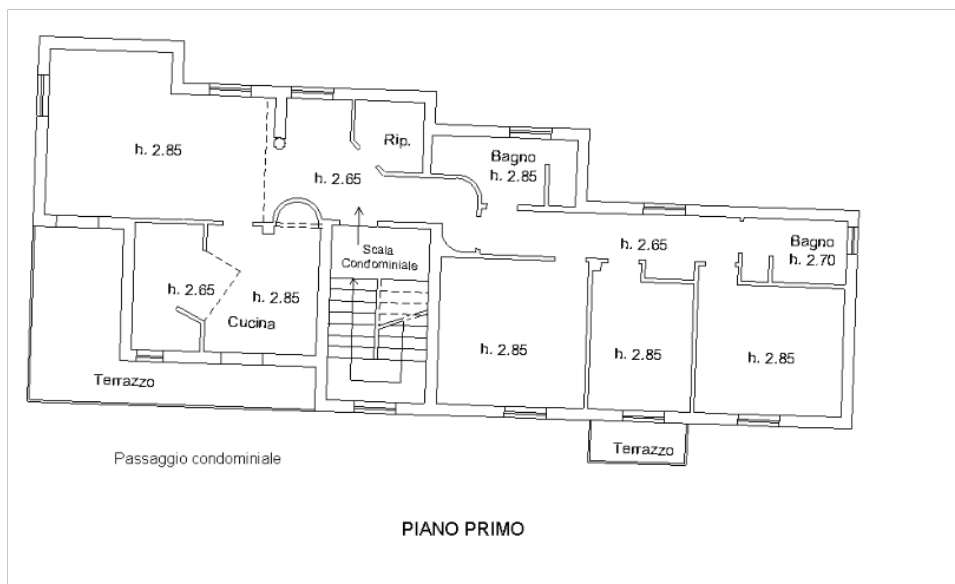 h. 2.85
Rip.
h. 2.65
Bagno
h. 2.85
Scala
Condominiale
h. 2.65
Bagno
h. 2.70
h. 2.65
h. 2.85
Cucina
h. 2.85
h. 2.85
h. 2.85
Terrazzo
Terrazzo
Passaggio condominiale
PIANO PRIMO